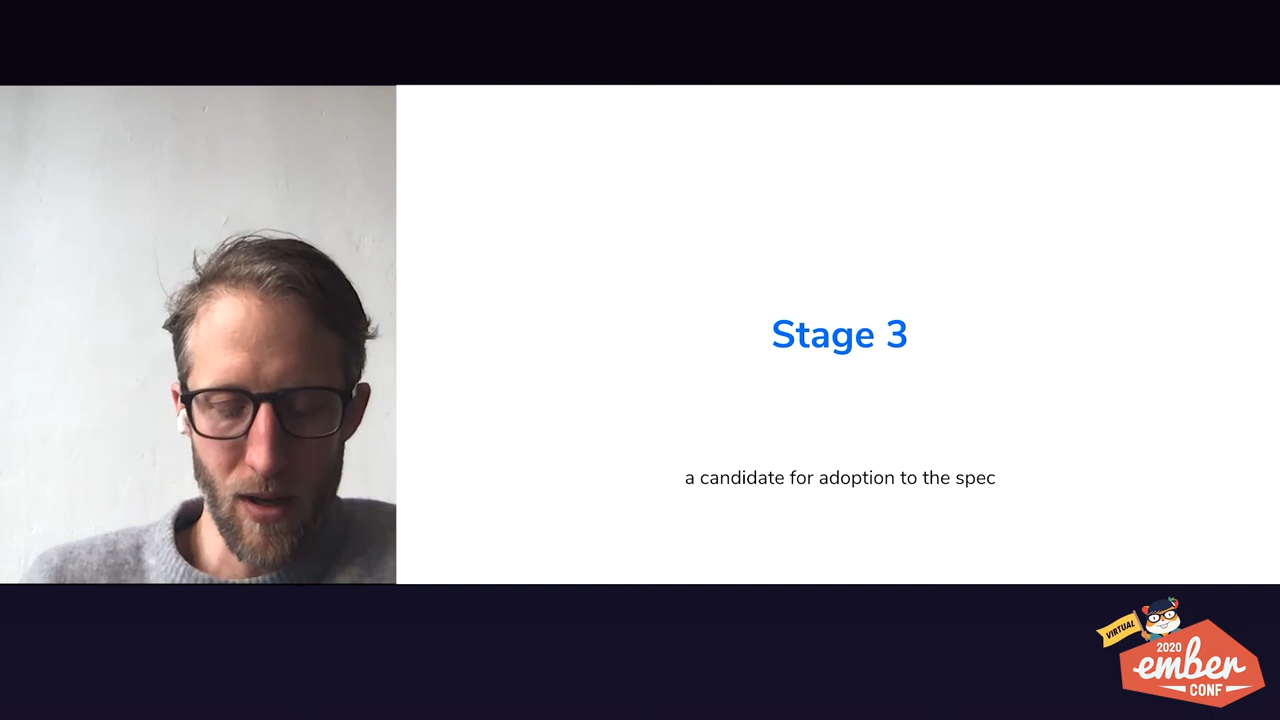 Stage 3
a candidate for adoption to the spec
VIRTUAL
2020
ember
CONF